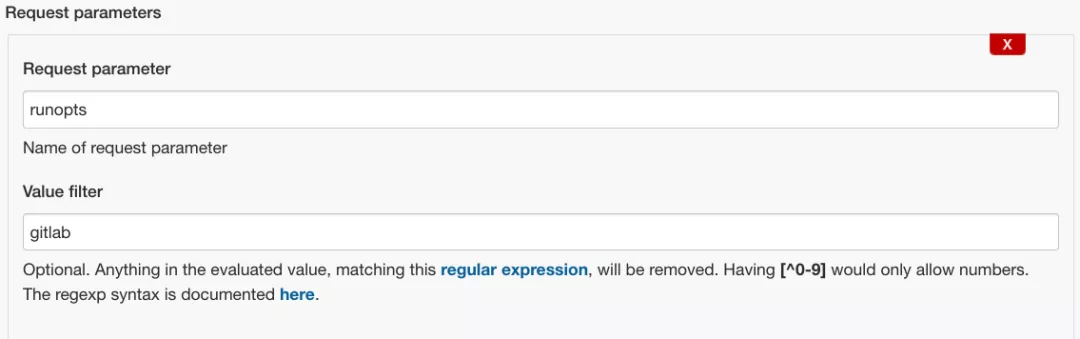 Request parameters
X
Request parameter
runopts
Name of request parameter
Value filter
gitlab
Optional. Anything in the evaluated value, matching this regular expression, will be removed. Having [^0-9] would only allow numbers.
The regexp syntax is documented here.